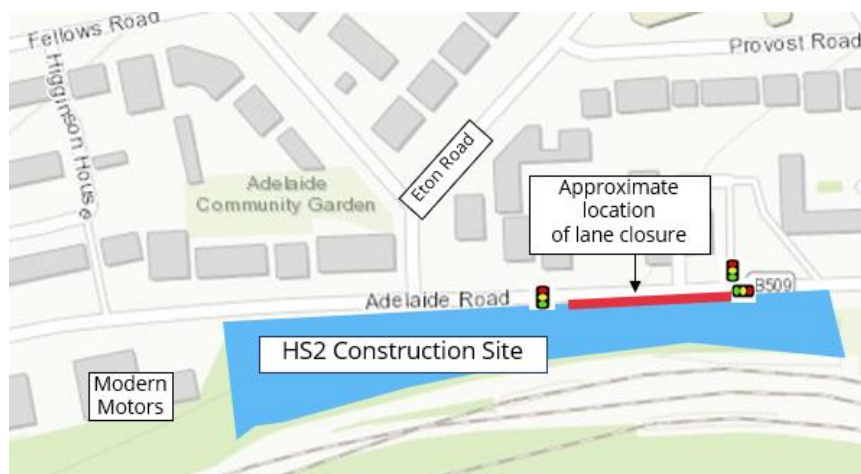 Fellows Road
Higginson House
Provost Road
Eton Road
Adelaide
Community Garden
Approximate
location
of lane closure
Adelaide Road
B509
HS2 Construction Site
Modern
Motors